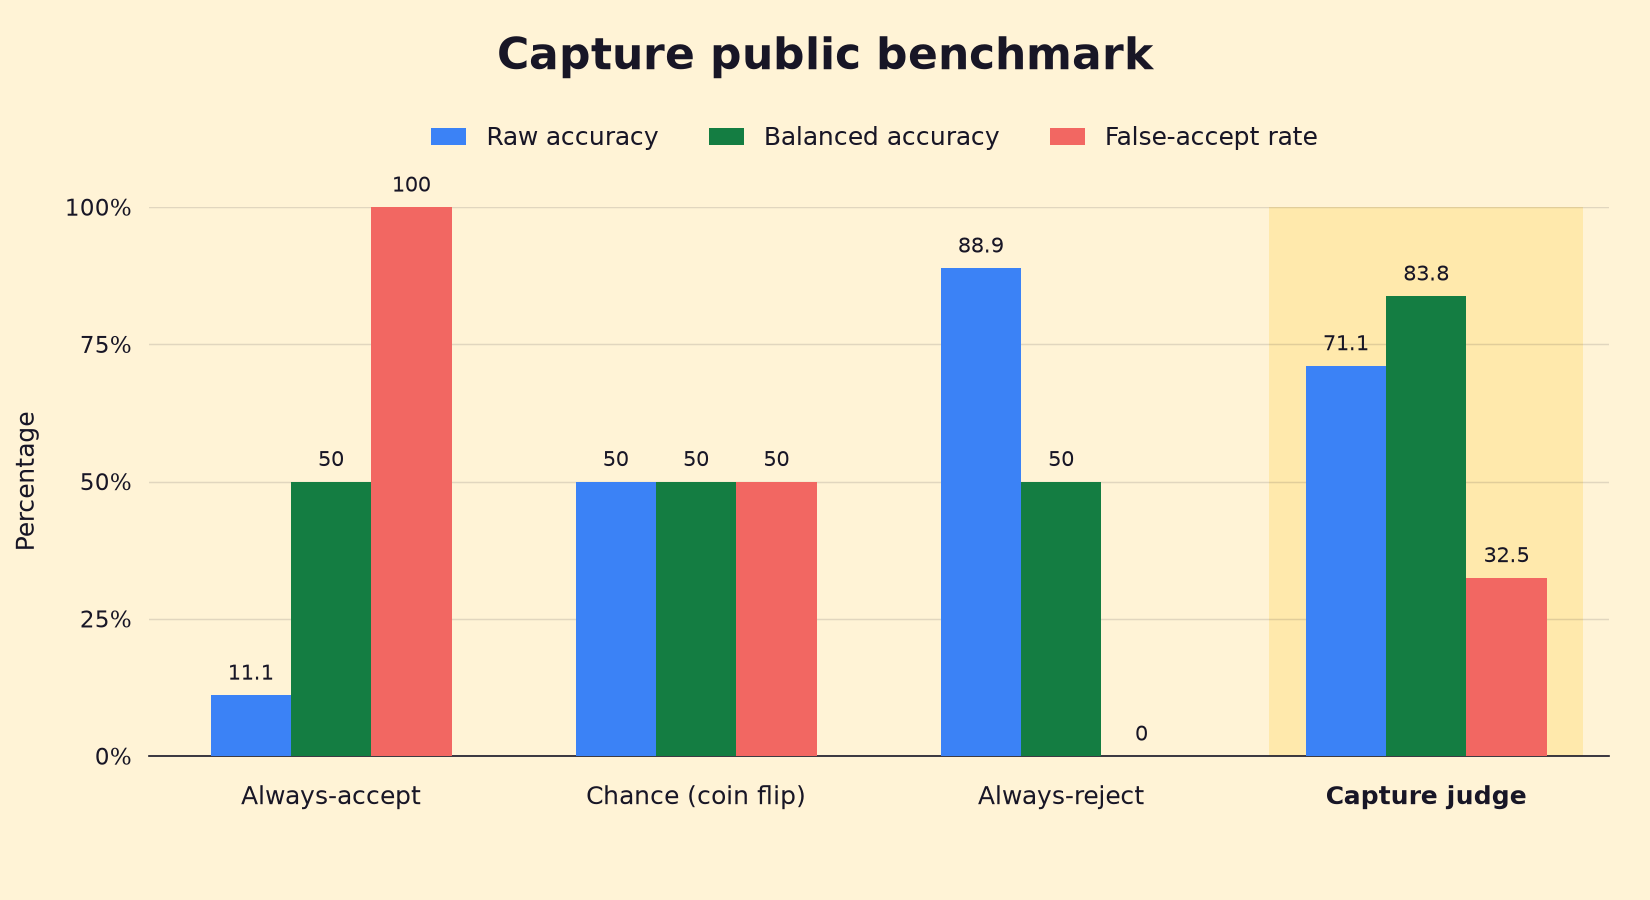 Capture public benchmark
Raw accuracy Balanced accuracy False-accept rate
100%
75%
50%
25%
0%
Percentage
11.1 50 100
50 50 50
88.9 50 0
71.1 83.8 32.5
Always-accept Chance (coin flip) Always-reject Capture judge